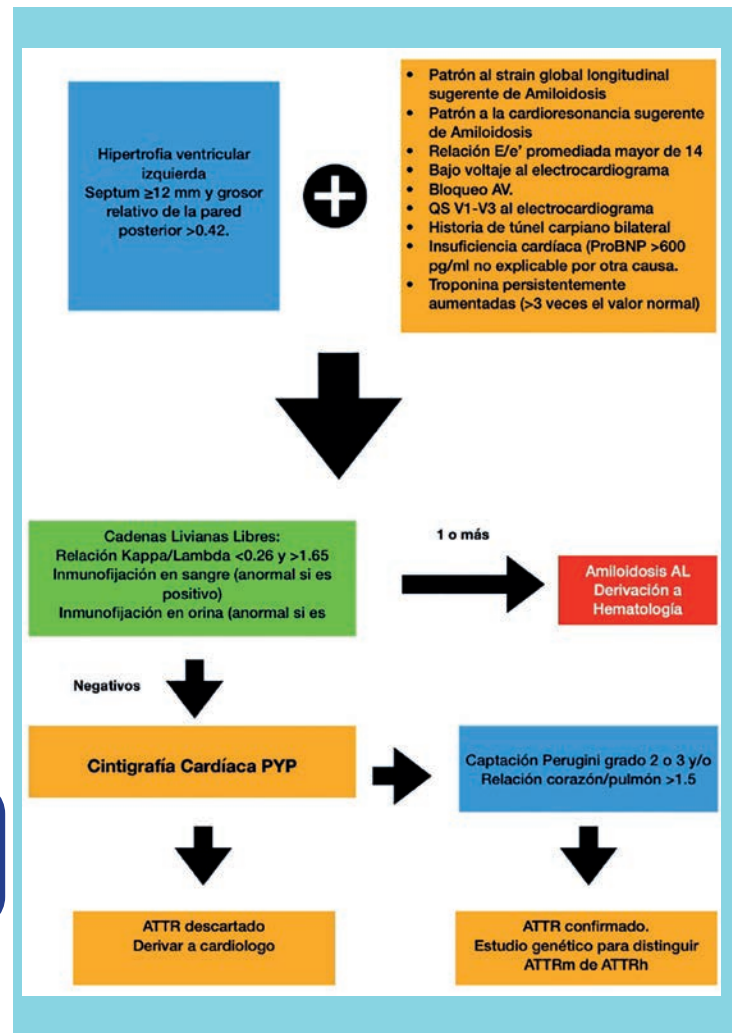 Hipertrofia ventricular
izquierda
Septum ≥12 mm y grosor
relativo de la pared
posterior >0.42.
• Patrón al strain global longitudinal
sugerente de Amiloidosis
• Patrón a la cardioresonancia sugerente
de Amiloidosis
• Relación E/e' promediada mayor de 14
• Bajo voltaje al electrocardiograma
• Bloqueo AV.
• QS V1-V3 al electrocardiograma
• Historia de túnel carpiano bilateral
• Insuficiencia cardíaca (ProBNP >600
pg/ml no explicable por otra causa.
• Troponina persistentemente
aumentadas (>3 veces el valor normal)
Cadenas Livianas Libres:
Relación Kappa/Lambda <0.26 y >1.65
Inmunofijación en sangre (anormal si es
positivo)
Inmunofijación en orina (anormal si es
1 o más
Amiloidosis AL
Derivación a
Hematología
Negativos
Cintigrafía Cardíaca PYP
Captación Perugini grado 2 o 3 y/o
Relación corazón/pulmón >1.5
ATTR descartado
Derivar a cardiologo
ATTR confirmado.
Estudio genético para distinguir
ATTRm de ATTRh